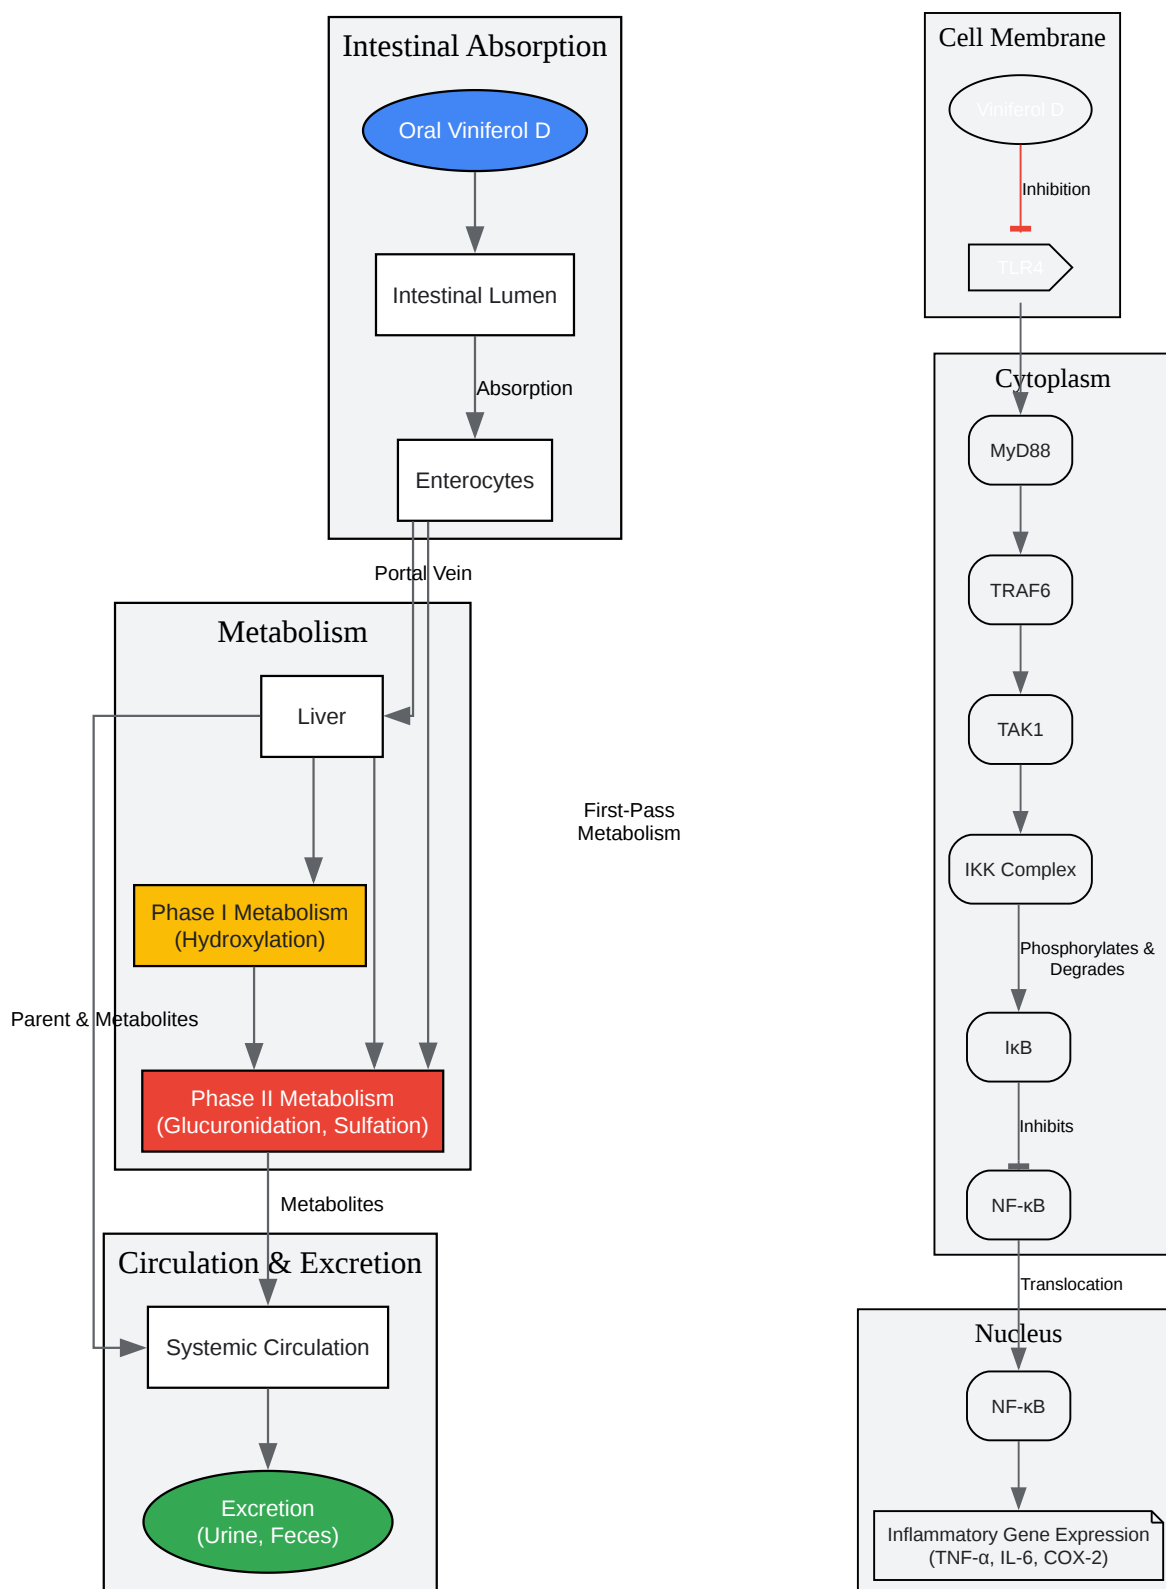 Intestinal Absorption
Oral Viniferol D
Intestinal Lumen
Absorption
Enterocytes
Portal Vein
Metabolism
Liver
First-Pass
Metabolism
Phase I Metabolism
(Hydroxylation)
Parent & Metabolites
Phase II Metabolism
(Glucuronidation, Sulfation)
Metabolites
Circulation & Excretion
Systemic Circulation
Excretion
(Urine, Feces)
Cell Membrane
Viniferol D
Inhibition
TLR4
Cytoplasm
MyD88
TRAF6
TAK1
IKK Complex
Phosphorylates &
Degrades
IκB
Inhibits
NF-κB
Translocation
Nucleus
NF-κB
Inflammatory Gene Expression
(TNF-α, IL-6, COX-2)